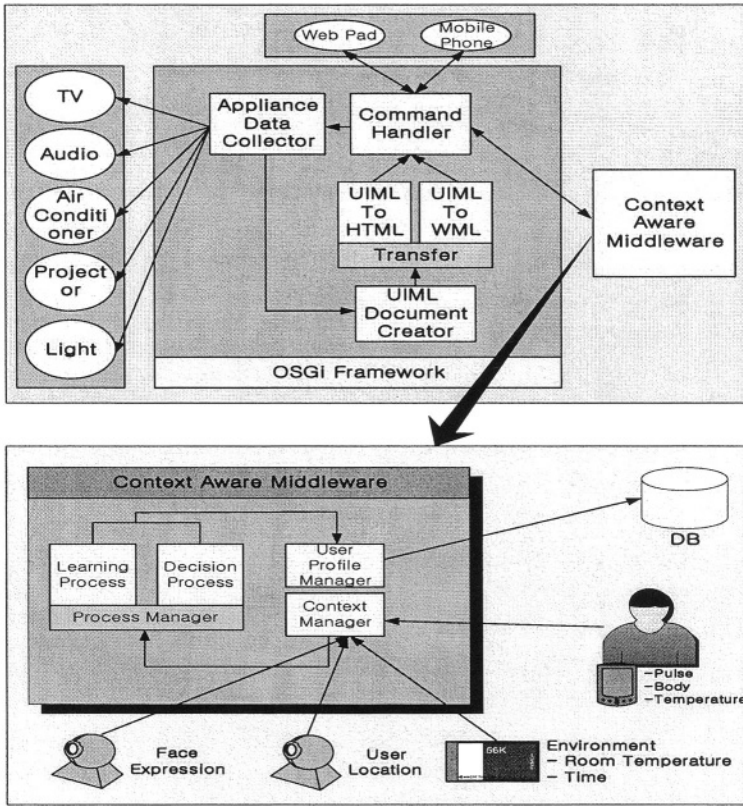 Web Pad
Mobile
Phone
TV
Audio
Air
Conditi
oner
Project
or
Light
Appliance
Data
Collector
Command
Handler
UIML
To
HTML
UIML
To
WML
Transfer
UIML
Document
Creator
OSGi Framework
Context
Aware
Middleware
Context Aware Middleware
Learning
Process
Decision
Process
Process Manager
User
Profile
Manager
Context
Manager
DB
-Pulse
-Body
-Temperature
Face
Expression
User
Location
56K
Environment
- Room Temperature
- Time